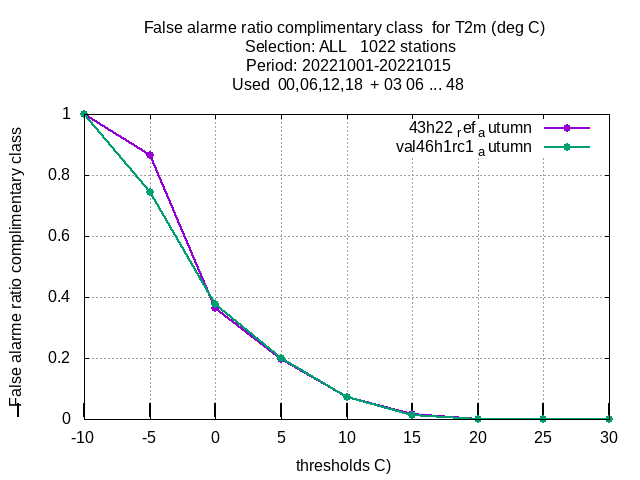 False alarme ratio complimentary class  for T2m (deg C)
Selection: ALL   1022 stations
Period: 20221001-20221015
Used  00,06,12,18  + 03 06 ... 48
43h22 ref a utumn
val46h1rc1 a utumn
False alarme ratio complimentary class
1
0.8
0.6
0.4
0.2
0
-10 -5 0 5 10 15 20 25 30
thresholds C)